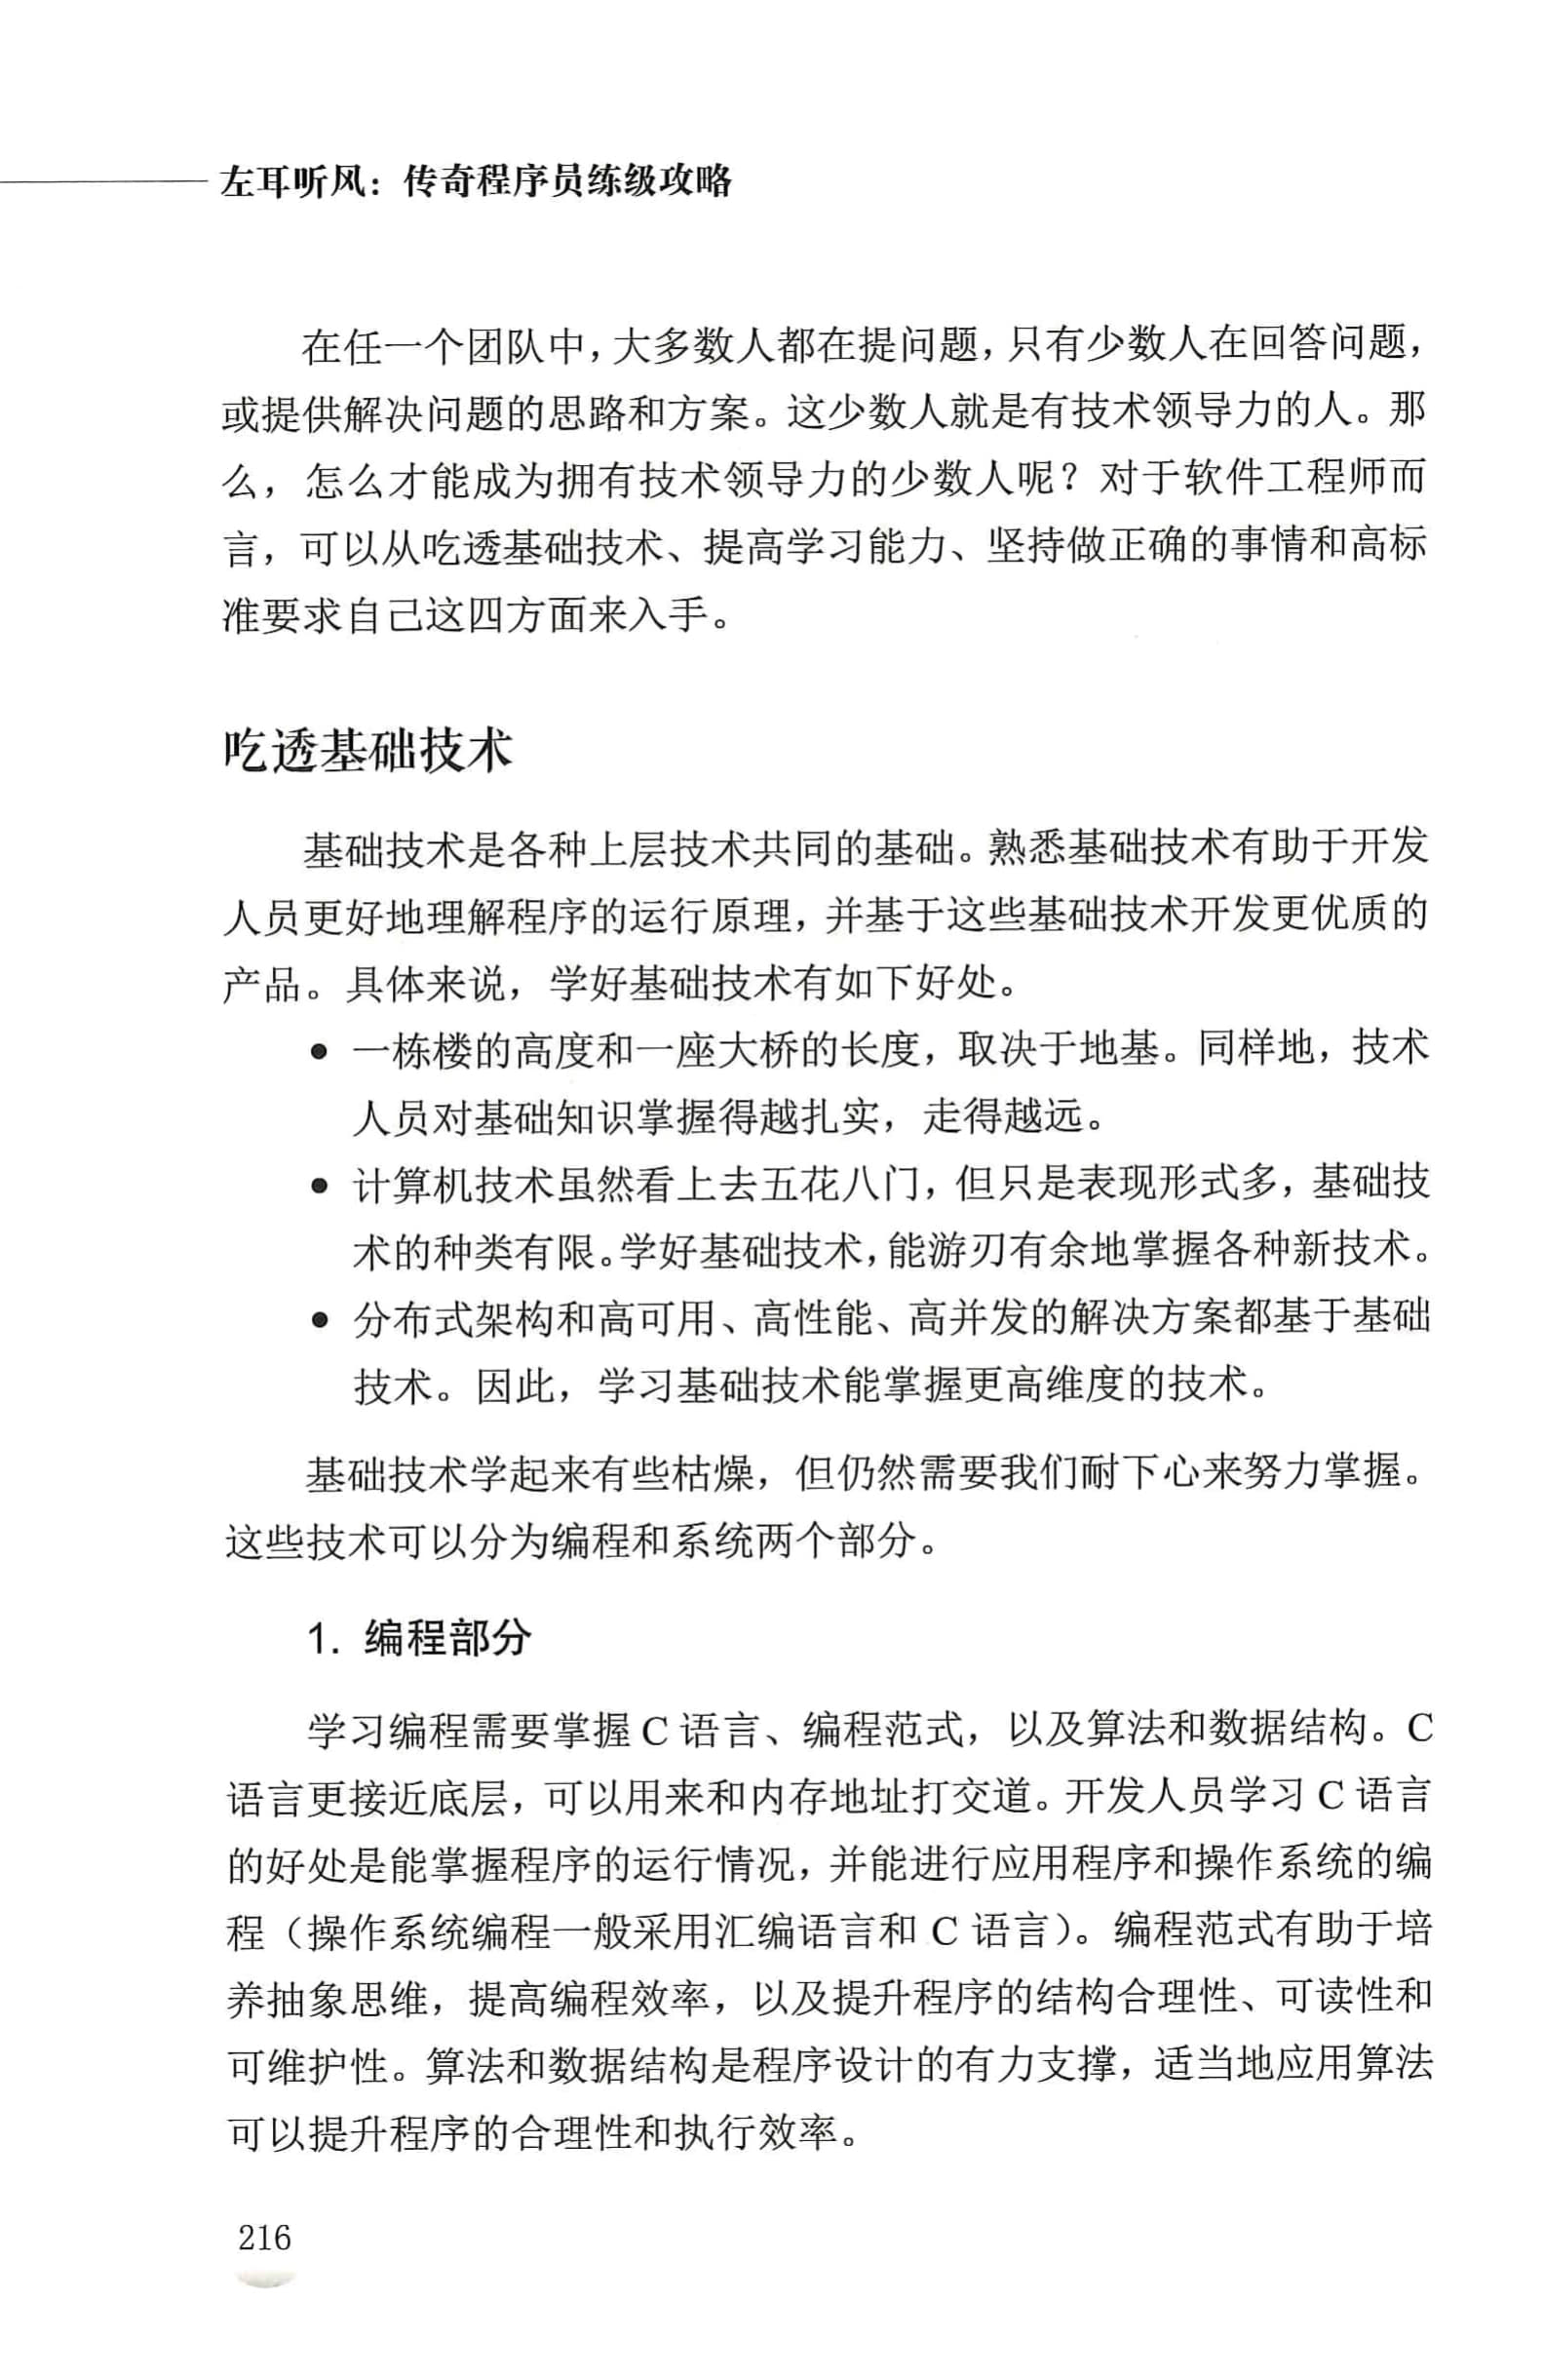 左耳听风：传奇程序员练级攻略
在任一个团队中，大多数人都在提问题，只有少数人在回答问题，
或提供解决问题的思路和方案。这少数人就是有技术领导力的人。那
么，怎么才能成为拥有技术领导力的少数人呢？对于软件工程师而
言，可以从吃透基础技术、提高学习能力、坚持做正确的事情和高标
准要求自己这四方面来入手。
吃透基础技术
基础技术是各种上层技术共同的基础。熟悉基础技术有助于开发
人员更好地理解程序的运行原理，并基于这些基础技术开发更优质的
产品。具体来说，学好基础技术有如下好处。
● 一栋楼的高度和一座大桥的长度，取决于地基。同样地，技术
人员对基础知识掌握得越扎实，走得越远。
● 计算机技术虽然看上去五花八门，但只是表现形式多，基础技
术的种类有限。学好基础技术，能游刃有余地掌握各种新技术。
● 分布式架构和高可用、高性能、高并发的解决方案都基于基础
技术。因此，学习基础技术能掌握更高维度的技术。
基础技术学起来有些枯燥，但仍然需要我们耐下心来努力掌握。
这些技术可以分为编程和系统两个部分。
1. 编程部分
学习编程需要掌握 C 语言、编程范式，以及算法和数据结构。C
语言更接近底层，可以用来和内存地址打交道。开发人员学习 C 语言
的好处是能掌握程序的运行情况，并能进行应用程序和操作系统的编
程（操作系统编程一般采用汇编语言和 C 语言）。编程范式有助于培
养抽象思维，提高编程效率，以及提升程序的结构合理性、可读性和
可维护性。算法和数据结构是程序设计的有力支撑，适当地应用算法
可以提升程序的合理性和执行效率。
216